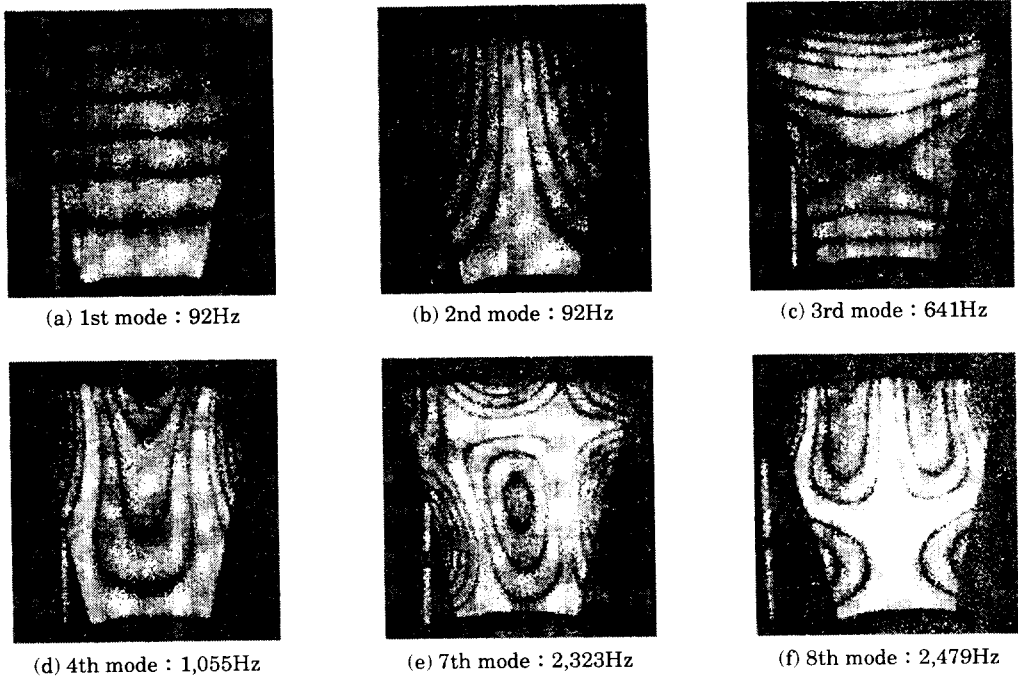 (a) 1st mode : 92Hz
(b) 2nd mode : 92Hz
(c) 3rd mode : 641Hz
(d) 4th mode : 1,055Hz
(e) 7th mode : 2,323Hz
(f) 8th mode : 2,479Hz